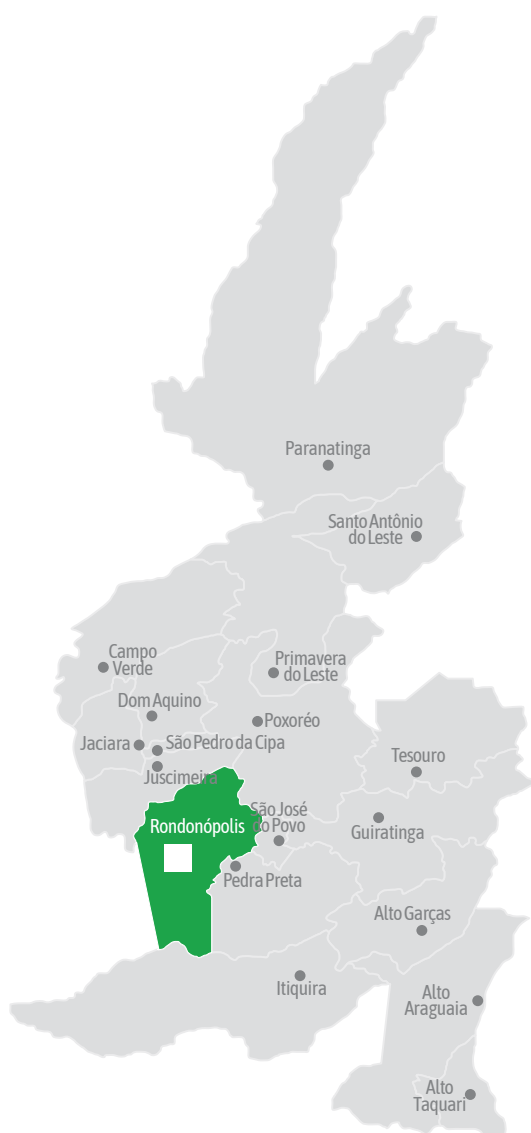 Paranatinga
Santo Antônio
do Leste
Campo
Verde
Primavera
do Leste
Dom Aquino
Poxoréo
Jaciara
São Pedro da Cipa
Tesouro
Juscimeira
São José
do Povo
Rondonópolis
Guiratinga
Pedra Preta
Alto Garças
Itiquira
Alto
Araguaia
Alto
Taquari